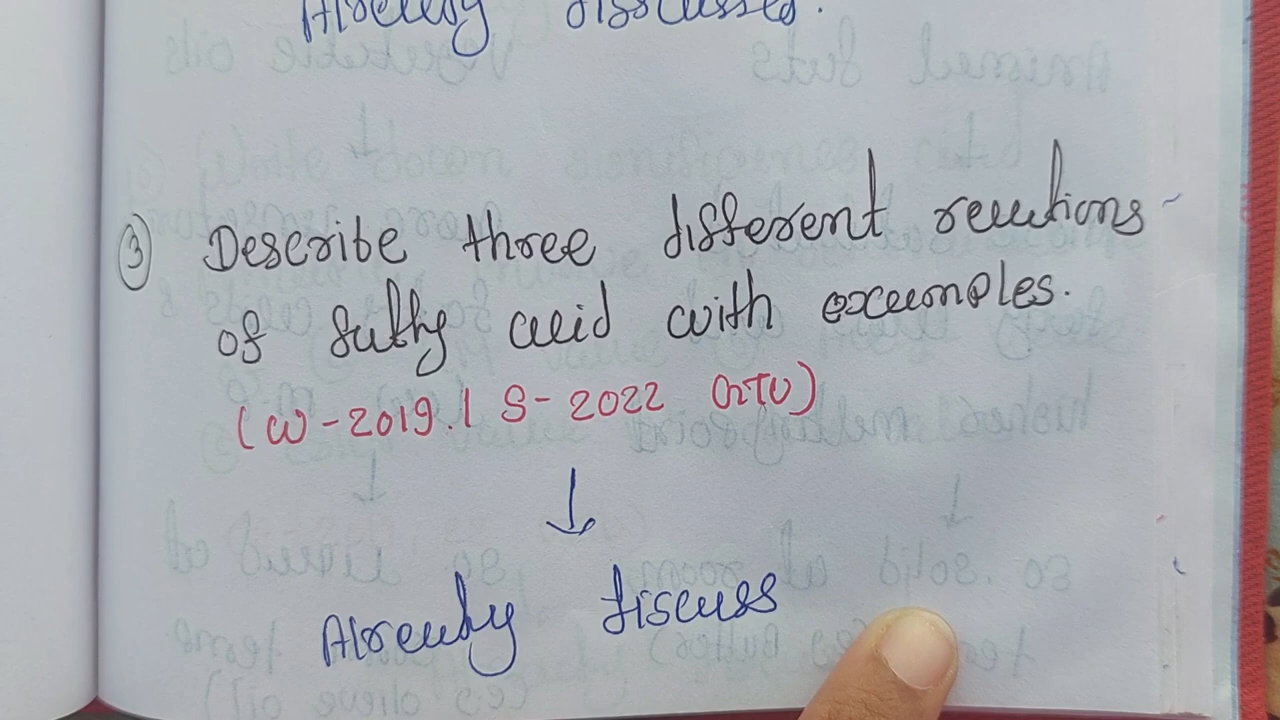 Already discussed.
③ Describe three different reactions
of fatty acid with examples.
(W-2019. | S-2022 GTU)
↓
Already discuss